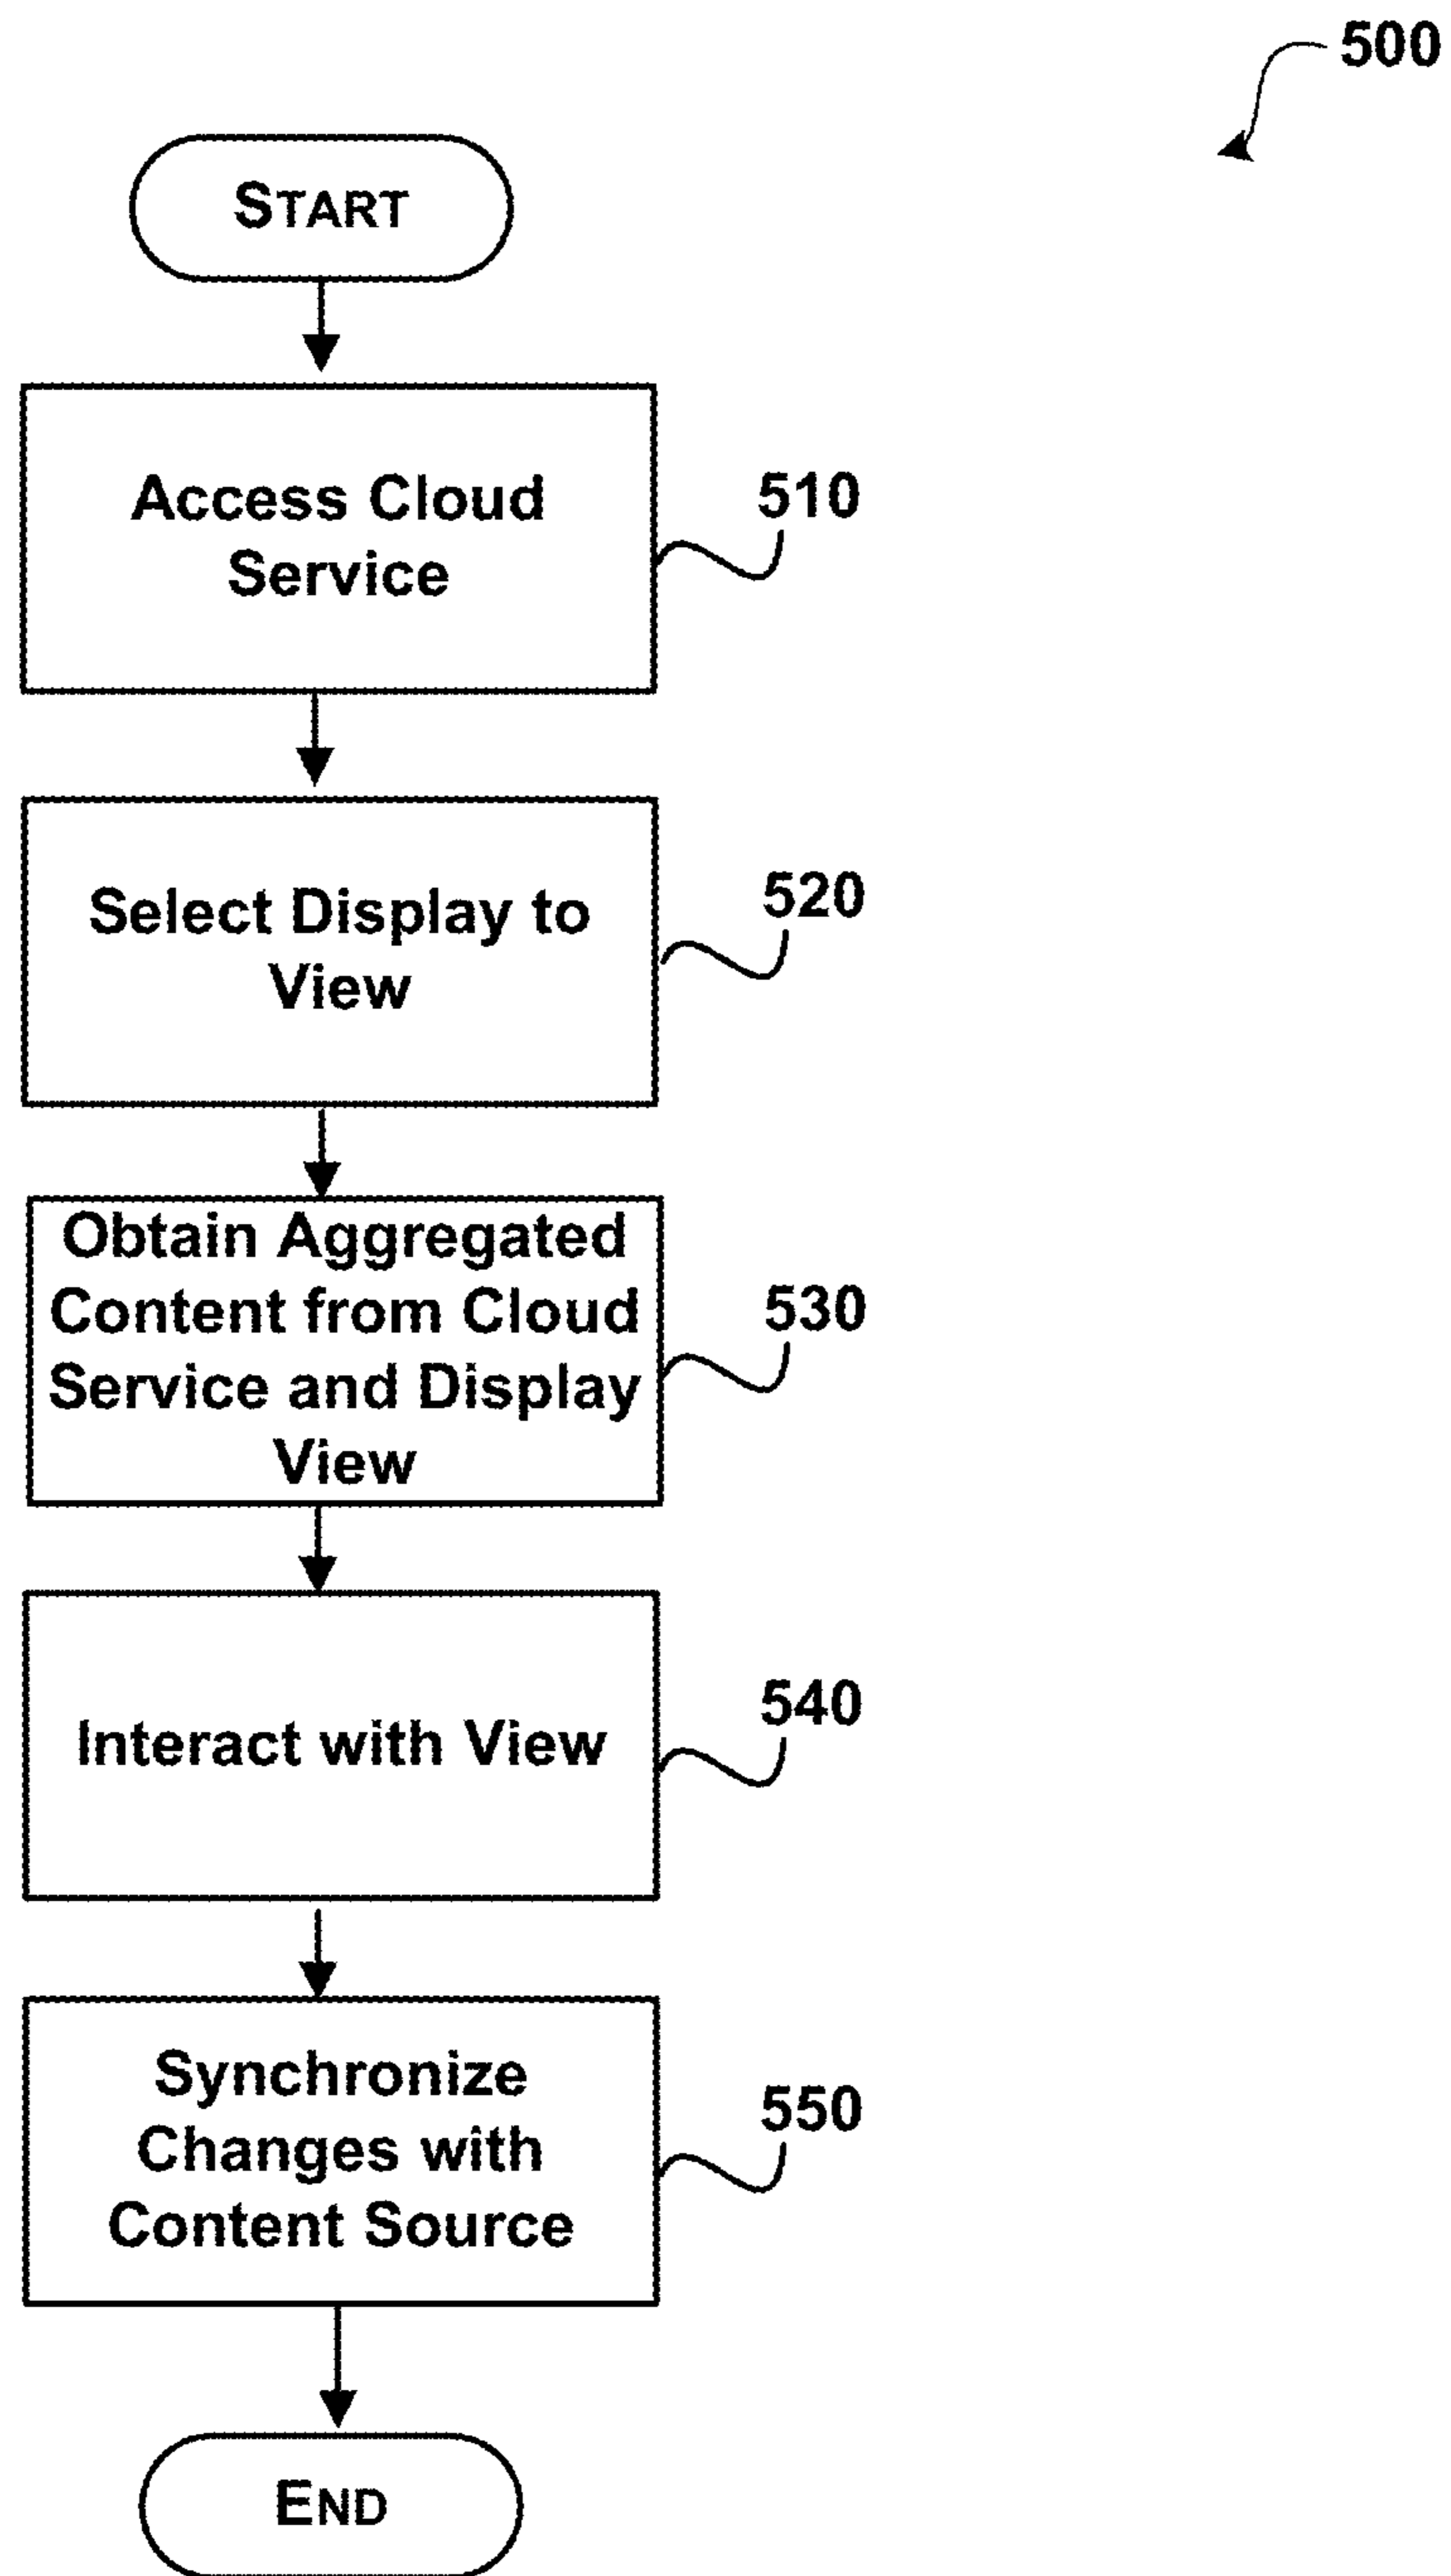 500
START
Access Cloud
Service
510
Select Display to
View
520
Obtain Aggregated
Content from Cloud
Service and Display
View
530
Interact with View
540
Synchronize
Changes with
Content Source
550
END